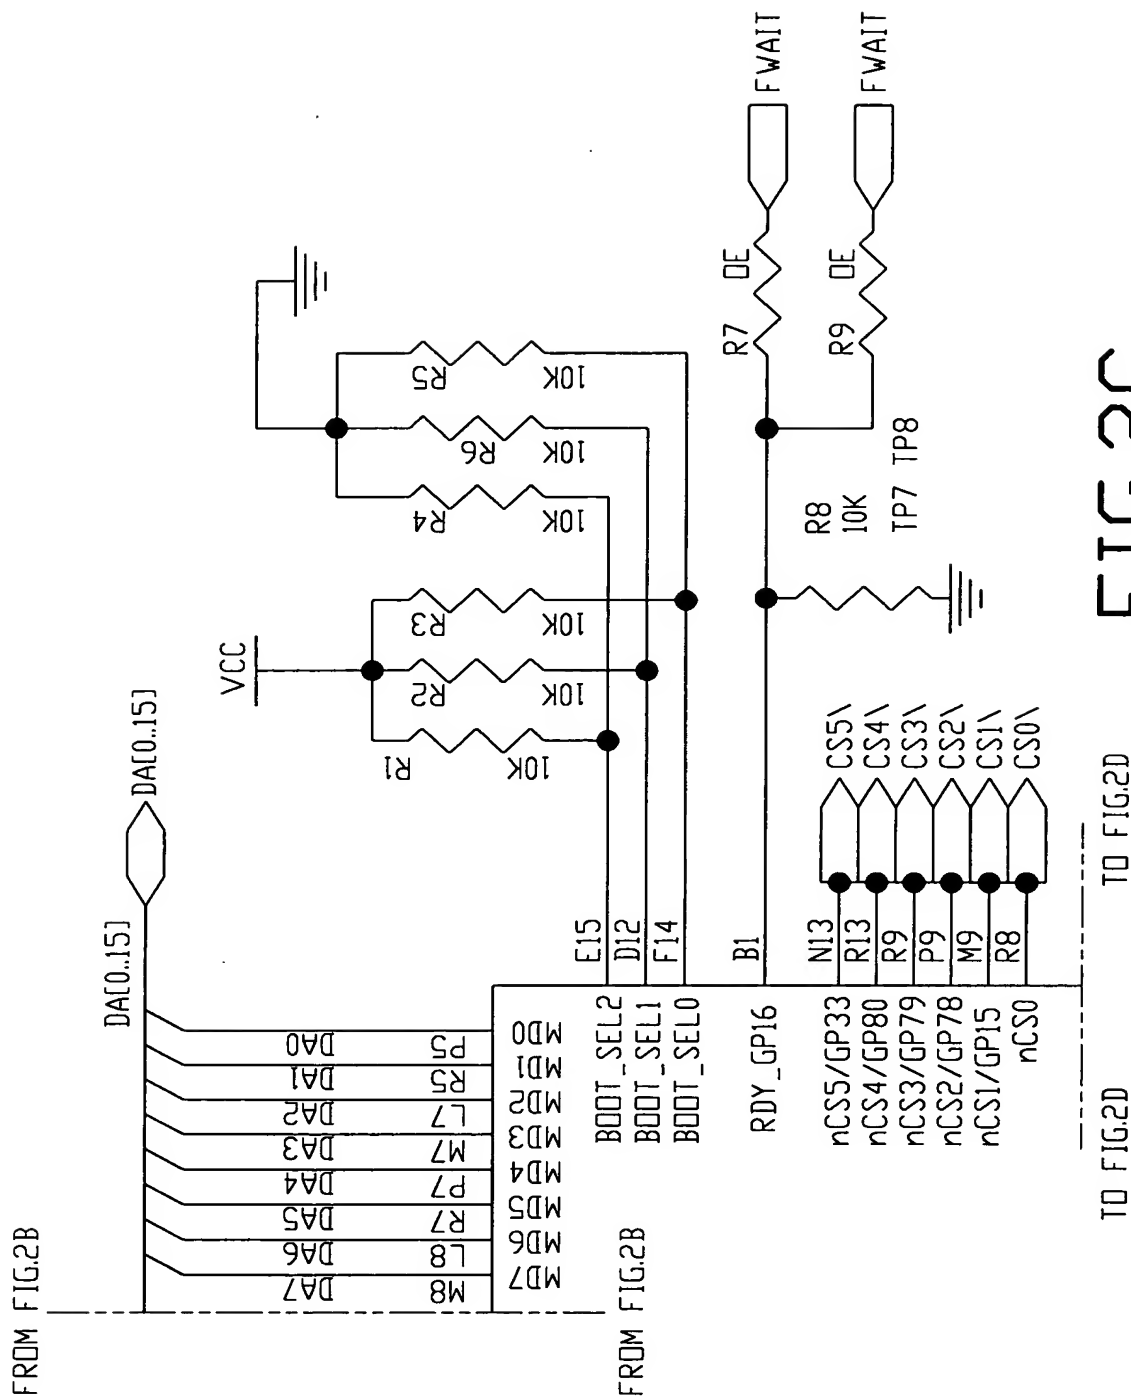 FROM FIG.2B
FROM FIG.2B
DA[0..15]
DA[0..15]
DA7
DA6
DA5
DA4
DA3
DA2
DA1
DA0
M8
L8
R7
P7
M7
L7
R5
P5
MD7
MD6
MD5
MD4
MD3
MD2
MD1
MD0
VCC
R1
10K
R2
10K
R3
10K
R4
10K
R6
10K
R5
10K
BOOT_SEL2
E15
BOOT_SEL1
D12
BOOT_SEL0
F14
RDY_GP16
B1
R7
0E
FWAIT
R9
0E
FWAIT
R8
10K
TP7 TP8
nCS5/GP33
N13
CS5\
nCS4/GP80
R13
CS4\
nCS3/GP79
R9
CS3\
nCS2/GP78
P9
CS2\
nCS1/GP15
M9
CS1\
nCS0
R8
CS0\
TO FIG.2D
TO FIG.2D